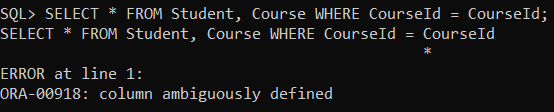 SQL> SELECT * FROM Student, Course WHERE CourseId = CourseId;
SELECT * FROM Student, Course WHERE CourseId = CourseId
*
ERROR at line 1:
ORA-00918: column ambiguously defined